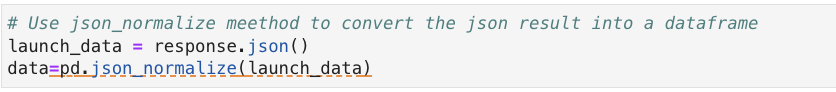 # Use json_normalize meethod to convert the json result into a dataframe
launch_data = response.json()
data=pd.json_normalize(launch_data)